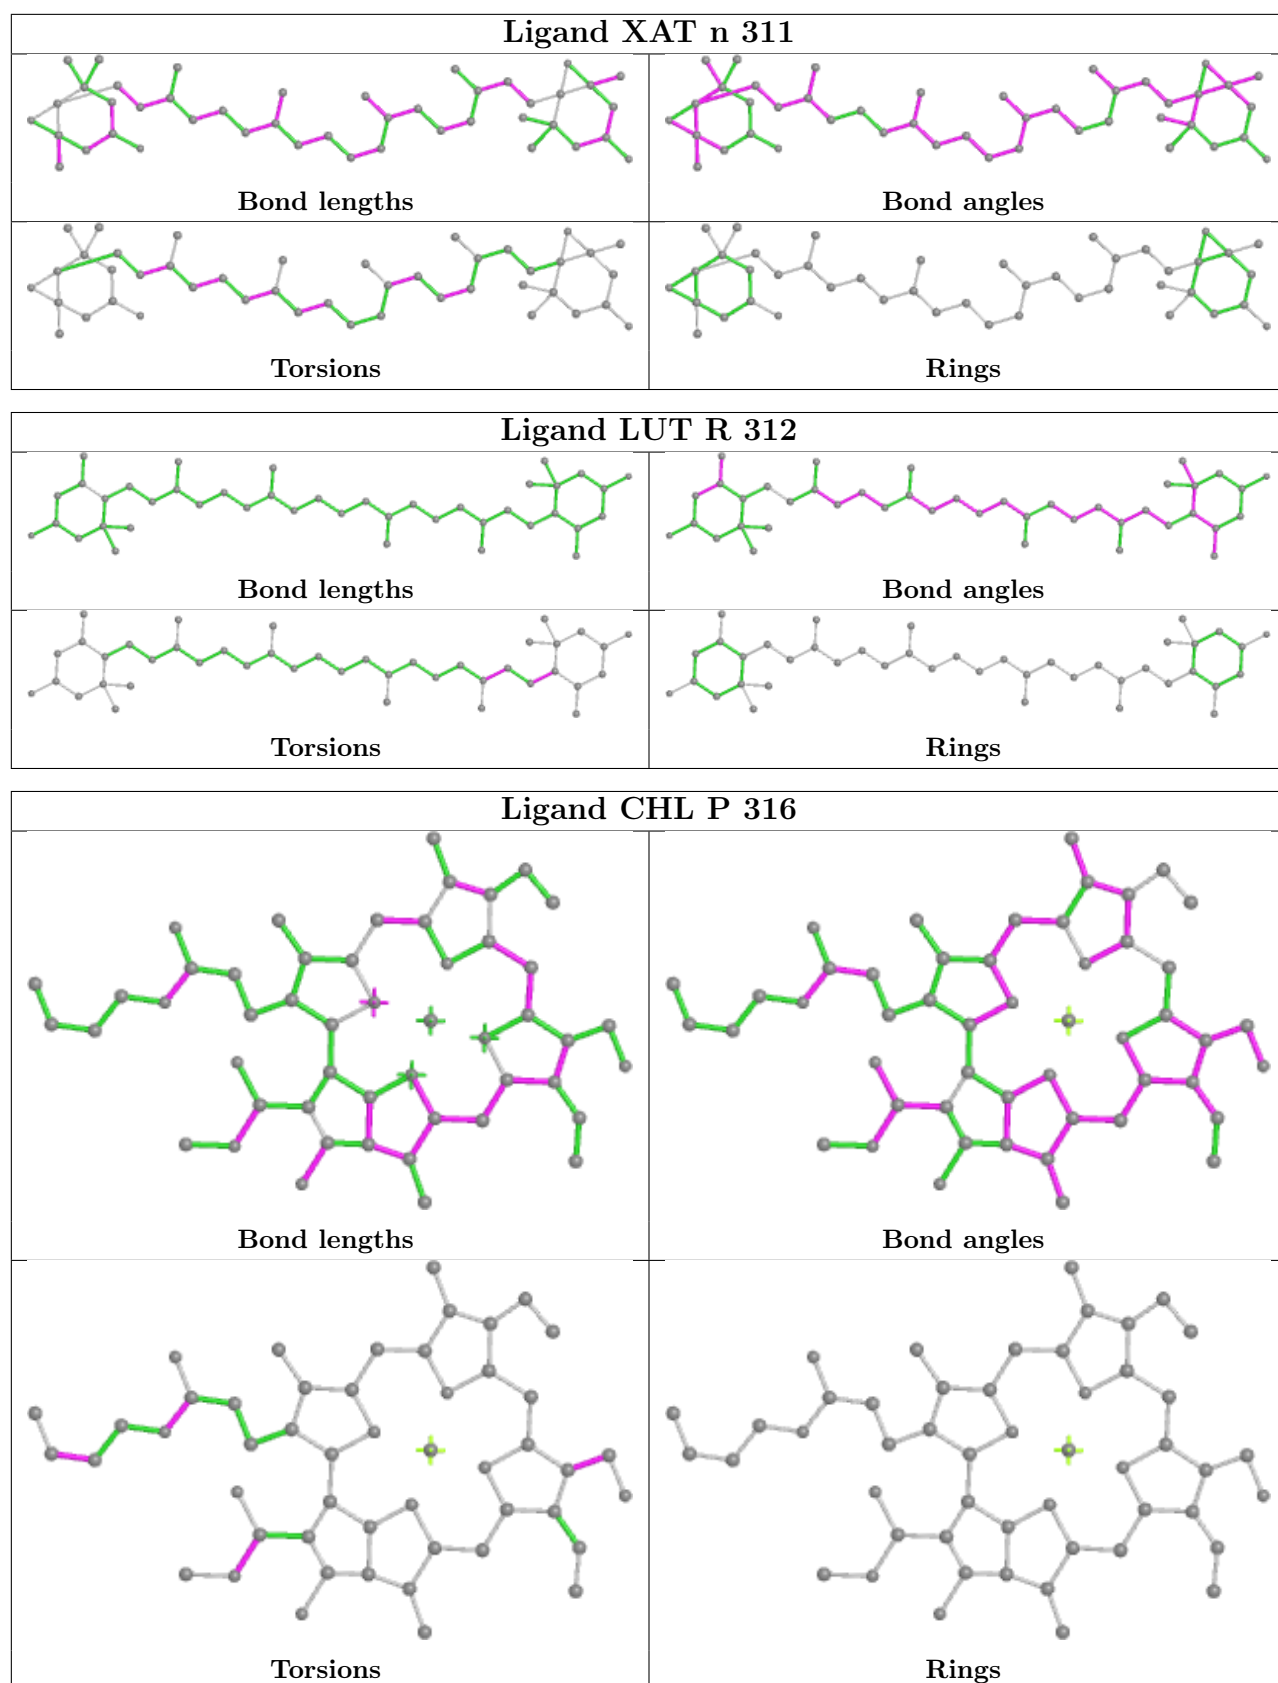 Ligand XAT n 311
Bond lengths
Bond angles
Torsions
Rings
Ligand LUT R 312
Bond lengths
Bond angles
Torsions
Rings
Ligand CHL P 316
Bond lengths
Bond angles
Torsions
Rings